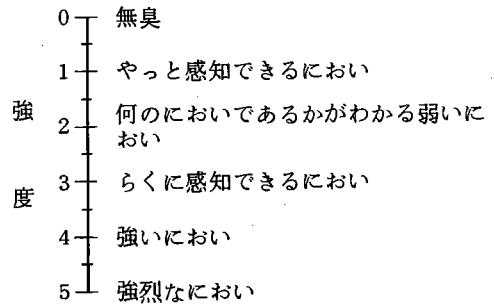 0 無臭
1 やっと感知できるにおい
強
2 何のにおいであるかがわかる弱いに
おい
度
3 らくに感知できるにおい
4 強いにおい
5 強烈なにおい